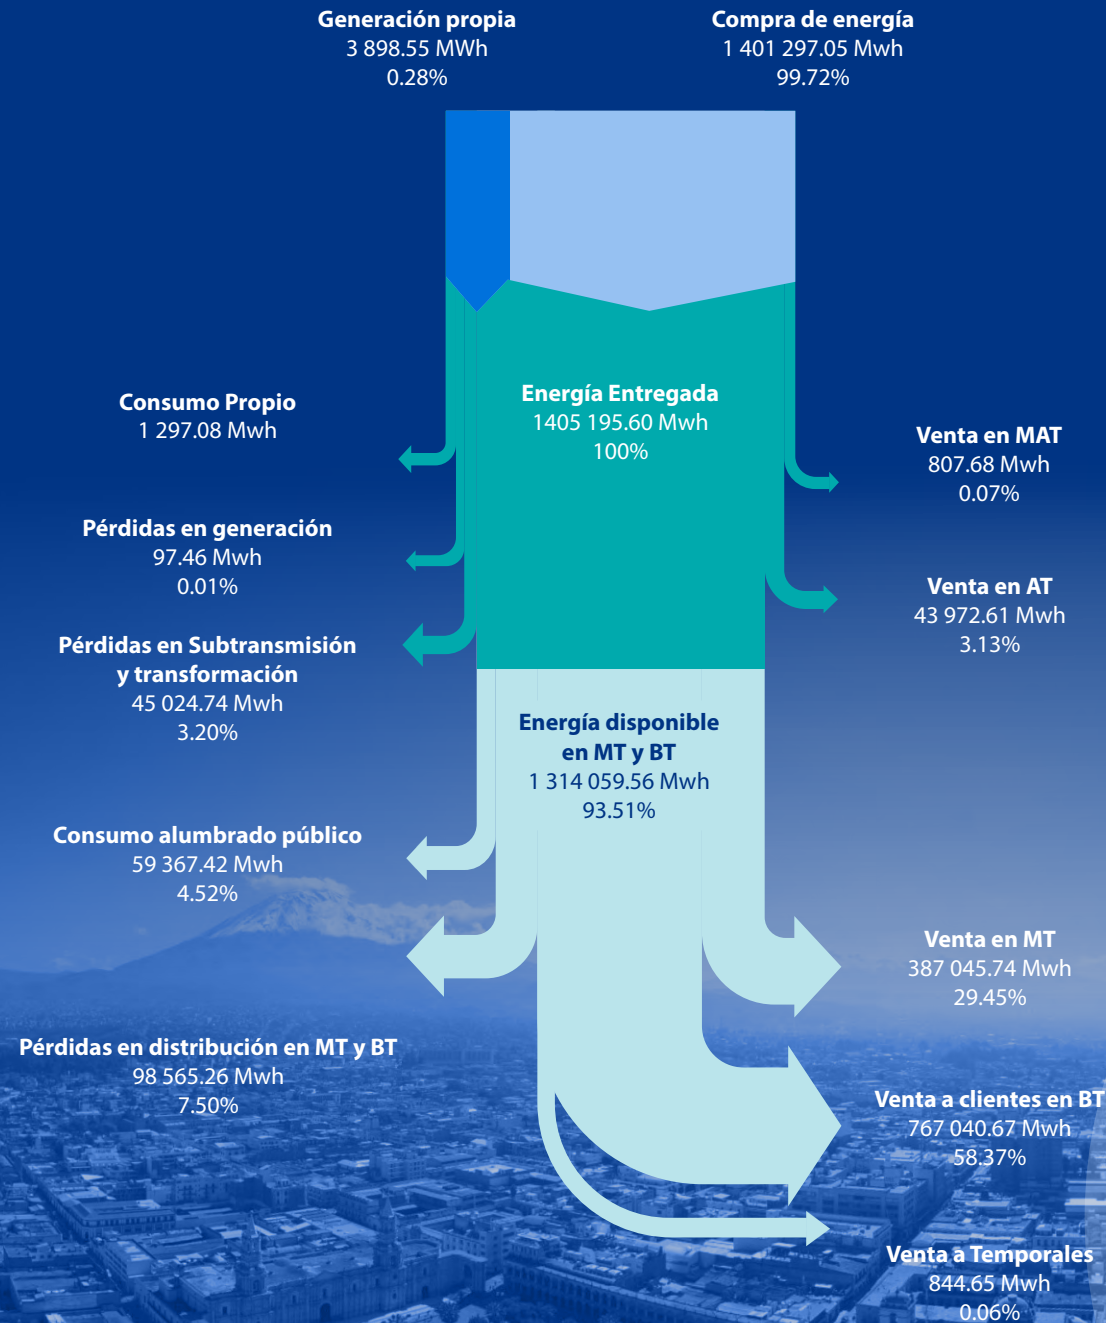 Generación propia
3 898.55 MWh
0.28%
Compra de energía
1 401 297.05 Mwh
99.72%
Energía Entregada
1405 195.60 Mwh
100%
Consumo Propio
1 297.08 Mwh
Venta en MAT
807.68 Mwh
0.07%
Pérdidas en generación
97.46 Mwh
0.01%
Venta en AT
43 972.61 Mwh
3.13%
Pérdidas en Subtransmisión
y transformación
45 024.74 Mwh
3.20%
Energía disponible
en MT y BT
1 314 059.56 Mwh
93.51%
Consumo alumbrado público
59 367.42 Mwh
4.52%
Venta en MT
387 045.74 Mwh
29.45%
Pérdidas en distribución en MT y BT
98 565.26 Mwh
7.50%
Venta a clientes en BT
767 040.67 Mwh
58.37%
Venta a Temporales
844.65 Mwh
0.06%